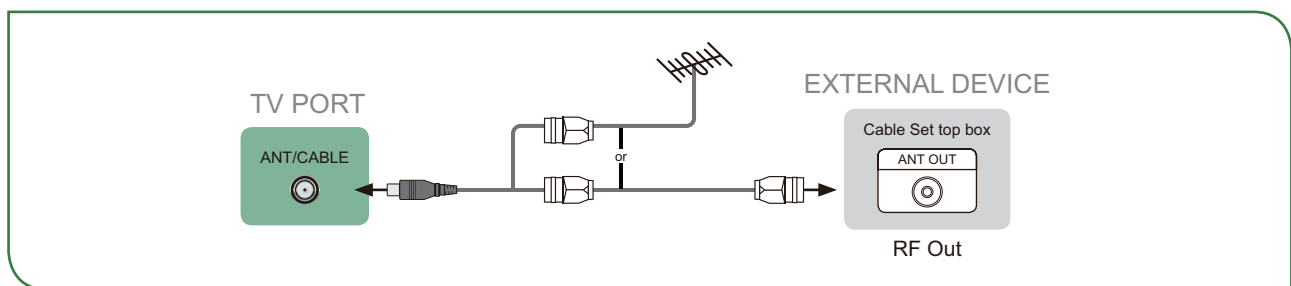 TV PORT
ANT/CABLE
or
EXTERNAL DEVICE
Cable Set top box
ANT OUT
RF Out